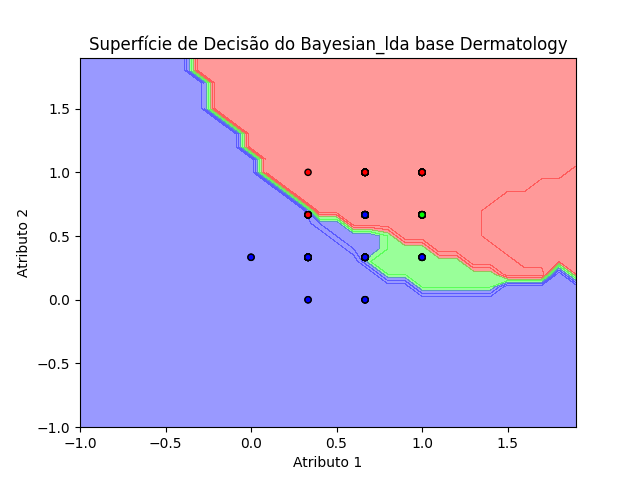 Superfície de Decisão do Bayesian_lda base Dermatology
1.5
1.0
0.5
0.0
−0.5
−1.0
Atributo 2
−1.0 −0.5 0.0 0.5 1.0 1.5
Atributo 1